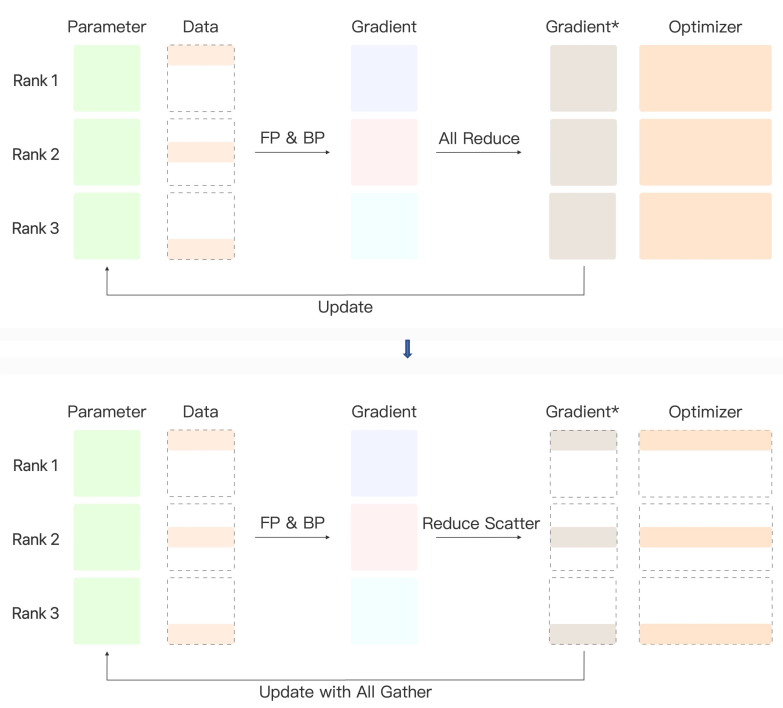 Parameter Data Gradient Gradient* Optimizer
Rank 1
FP & BP All Reduce
Rank 2
Rank 3
Update
Parameter Data Gradient Gradient* Optimizer
Rank 1
FP & BP Reduce Scatter
Rank 2
Rank 3
Update with All Gather